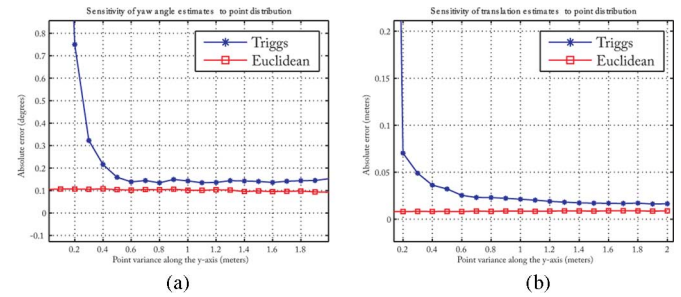 Sensitivity of yaw angle estimates to point distribution
Absolute error (degrees)
0.8
0.7
0.6
0.5
0.4
0.3
0.2
0.1
0
-0.1
Triggs
Euclidean
0.2 0.4 0.6 0.8 1 1.2 1.4 1.6 1.8
Point variance along the y-axis (meters)
(a)
Sensitivity of translation estimates to point distribution
Absolute error (meters)
0.2
0.15
0.1
0.05
0
Triggs
Euclidean
0.2 0.4 0.6 0.8 1 1.2 1.4 1.6 1.8 2
Point variance along the y-axis (meters)
(b)